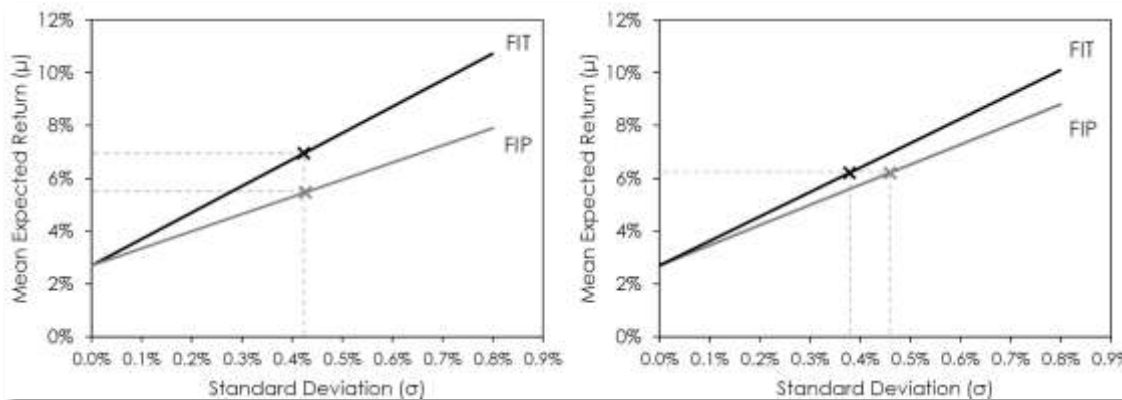 12%
10%
8%
6%
4%
2%
0%
Mean Expected Return (μ)
FIT
FIP
0.0% 0.1% 0.2% 0.3% 0.4% 0.5% 0.6% 0.7% 0.8% 0.9%
Standard Deviation (σ)
12%
10%
8%
6%
4%
2%
0%
Mean Expected Return (μ)
FIT
FIP
0.0% 0.1% 0.2% 0.3% 0.4% 0.5% 0.6% 0.7% 0.8% 0.9%
Standard Deviation (σ)